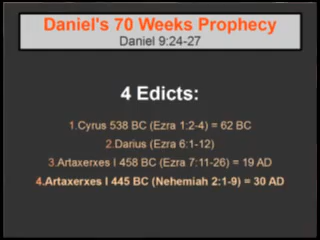 Daniel's 70 Weeks Prophecy
Daniel 9:24-27
4 Edicts:
1.Cyrus 538 BC (Ezra 1:2-4) = 62 BC
2.Darius (Ezra 6:1-12)
3.Artaxerxes I 458 BC (Ezra 7:11-26) = 19 AD
4.Artaxerxes I 445 BC (Nehemiah 2:1-9) = 30 AD